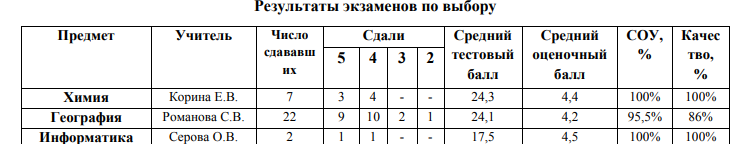 Результаты экзаменов по выбору
Предмет Учитель Число сдававш их Сдали Средний тестовый балл Средний оценочный балл СОУ, % Качес тво, %
5 4 3 2
Химия Корина Е.В. 7 3 4 - - 24,3 4,4 100% 100%
География Романова С.В. 22 9 10 2 1 24,1 4,2 95,5% 86%
Информатика Серова О.В. 2 1 1 - - 17,5 4,5 100% 100%